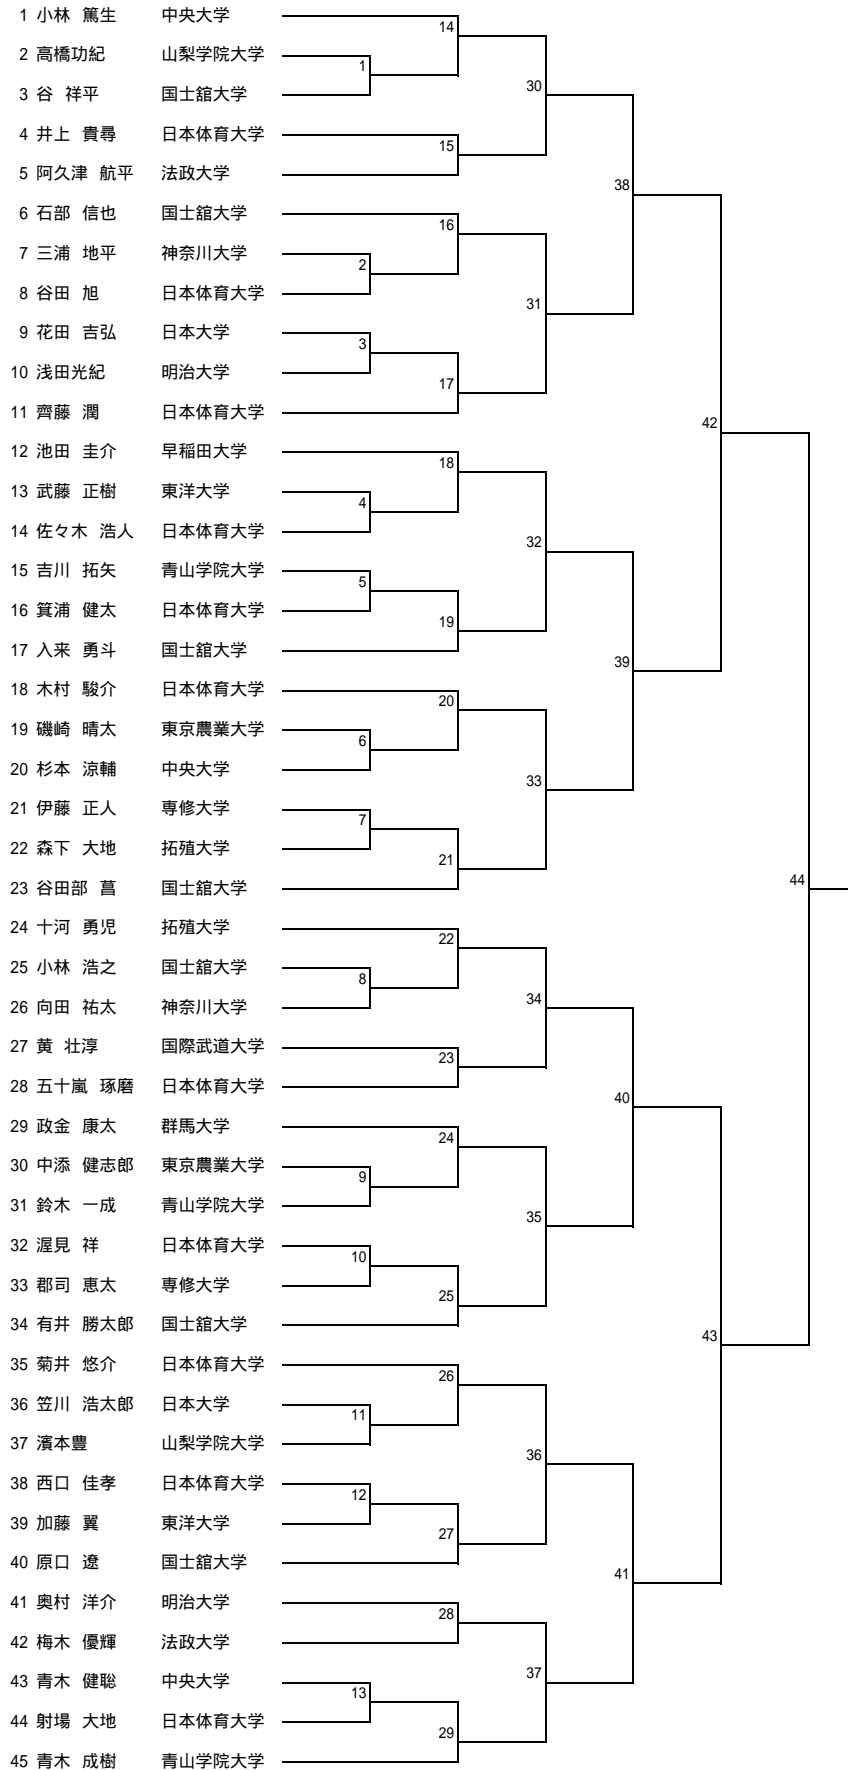 1 小林 篤生 中央大学
14
2 高橋功紀 山梨学院大学
1
30
3 谷 祥平 国士舘大学
4 井上 貴尋 日本体育大学
15
5 阿久津 航平 法政大学
38
6 石部 信也 国士舘大学
16
7 三浦 地平 神奈川大学
2
8 谷田 旭 日本体育大学
31
9 花田 吉弘 日本大学
3
10 浅田光紀 明治大学
17
11 齊藤 潤 日本体育大学
42
12 池田 圭介 早稲田大学
18
13 武藤 正樹 東洋大学
4
14 佐々木 浩人 日本体育大学
32
15 吉川 拓矢 青山学院大学
5
16 箕浦 健太 日本体育大学
19
17 入来 勇斗 国士舘大学
39
18 木村 駿介 日本体育大学
20
19 磯崎 晴太 東京農業大学
6
20 杉本 涼輔 中央大学
33
21 伊藤 正人 専修大学
7
22 森下 大地 拓殖大学
21
23 谷田部 菖 国士舘大学
44
24 十河 勇児 拓殖大学
22
25 小林 浩之 国士舘大学
8
34
26 向田 祐太 神奈川大学
27 黄 壮淳 国際武道大学
23
28 五十嵐 琢磨 日本体育大学
40
29 政金 康太 群馬大学
24
30 中添 健志郎 東京農業大学
9
31 鈴木 一成 青山学院大学
35
32 渥見 祥 日本体育大学
10
33 郡司 恵太 専修大学
25
34 有井 勝太郎 国士舘大学
43
35 菊井 悠介 日本体育大学
26
36 笠川 浩太郎 日本大学
11
37 濱本豊 山梨学院大学
36
38 西口 佳孝 日本体育大学
12
39 加藤 翼 東洋大学
27
40 原口 遼 国士舘大学
41
41 奥村 洋介 明治大学
28
42 梅木 優輝 法政大学
37
43 青木 健聡 中央大学
13
44 射場 大地 日本体育大学
29
45 青木 成樹 青山学院大学